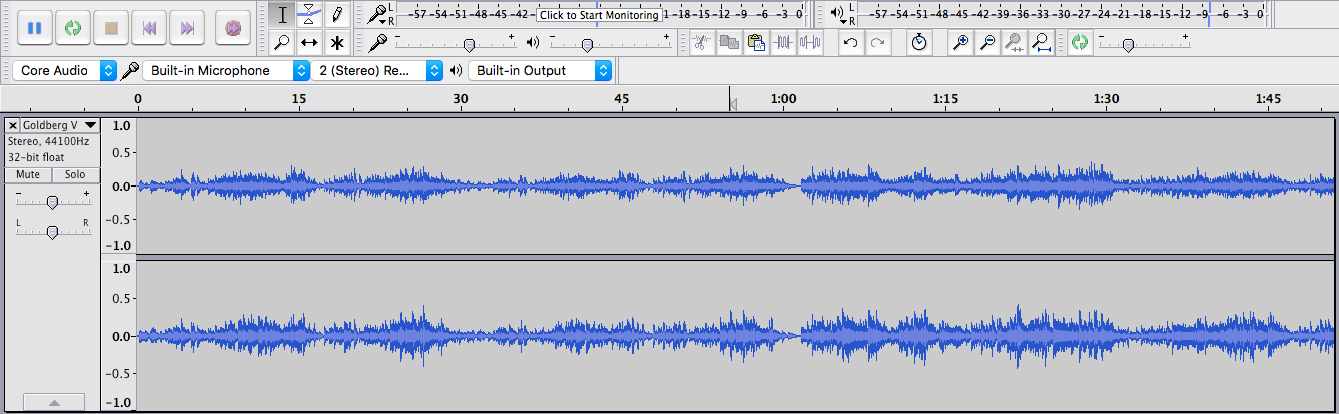 L
R
-57 -54 -51 -48 -45 -42 Click to Start Monitoring -18 -15 -12 -9 -6 -3 0
L
R
-57 -54 -51 -48 -45 -42 -39 -36 -33 -30 -27 -24 -21 -18 -15 -12 -9 -6 -3 0
- + - + - +
Core Audio Built-in Microphone 2 (Stereo) Re... Built-in Output
0 15 30 45 1:00 1:15 1:30 1:45
Goldberg V
Stereo, 44100Hz
32-bit float
Mute Solo
- +
L R
1.0
0.5
0.0-
-0.5
-1.0
1.0
0.5
0.0-
-0.5
-1.0